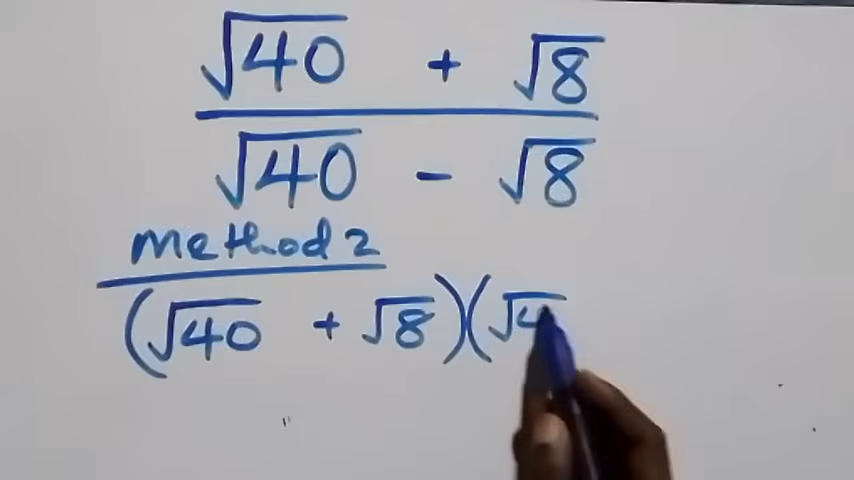 √40 + √8
√40 - √8
method 2
(√40 + √8)(√4